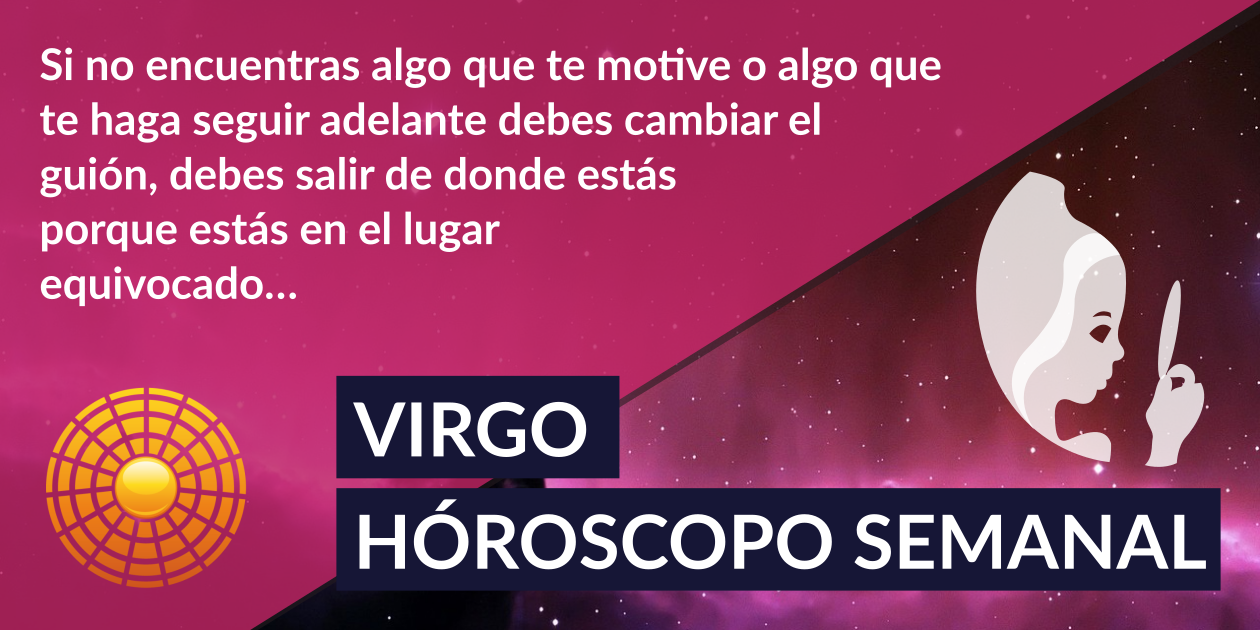 Si no encuentras algo que te motive o algo que
te haga seguir adelante debes cambiar el
guión, debes salir de donde estás
porque estás en el lugar
equivocado...
VIRGO
HÓROSCOPO SEMANAL